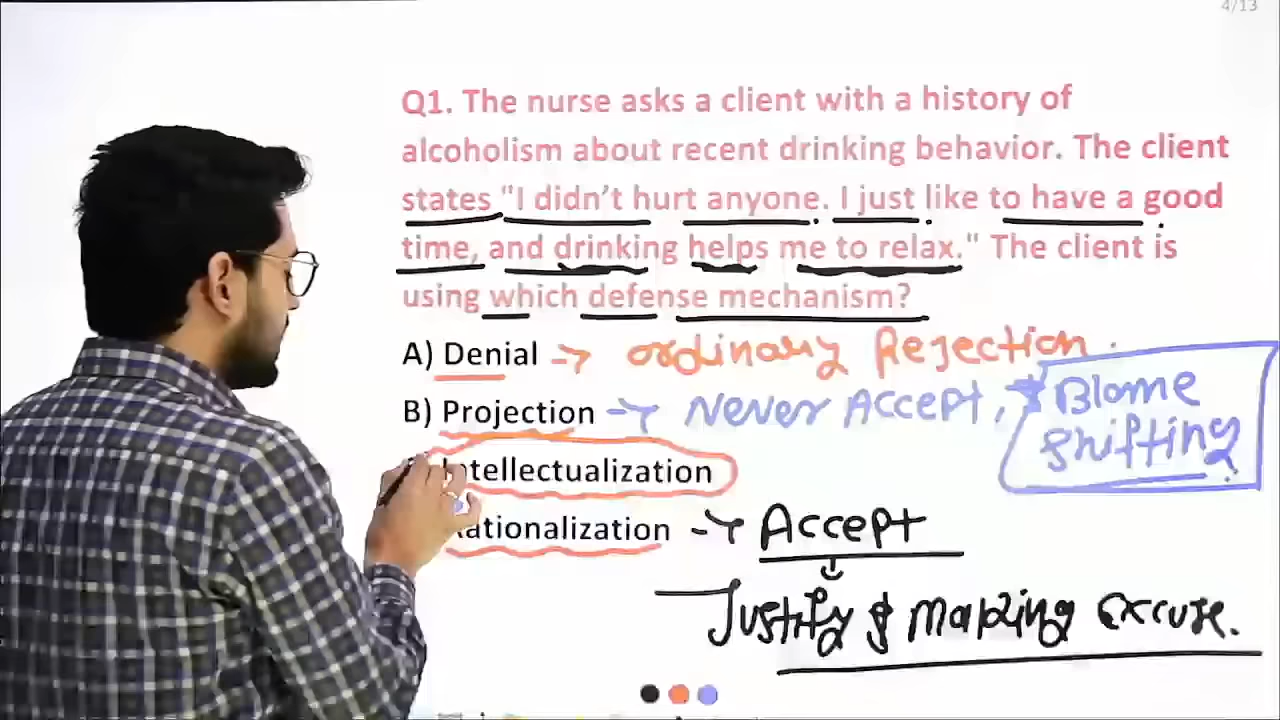 4/13
Q1. The nurse asks a client with a history of
alcoholism about recent drinking behavior. The client
states "I didn't hurt anyone. I just like to have a good
time, and drinking helps me to relax." The client is
using which defense mechanism?
A) Denial → ordinary Rejection.
B) Projection → Never Accept, * Blame
shifting
Intellectualization
Rationalization → Accept
Justify & making excuse.